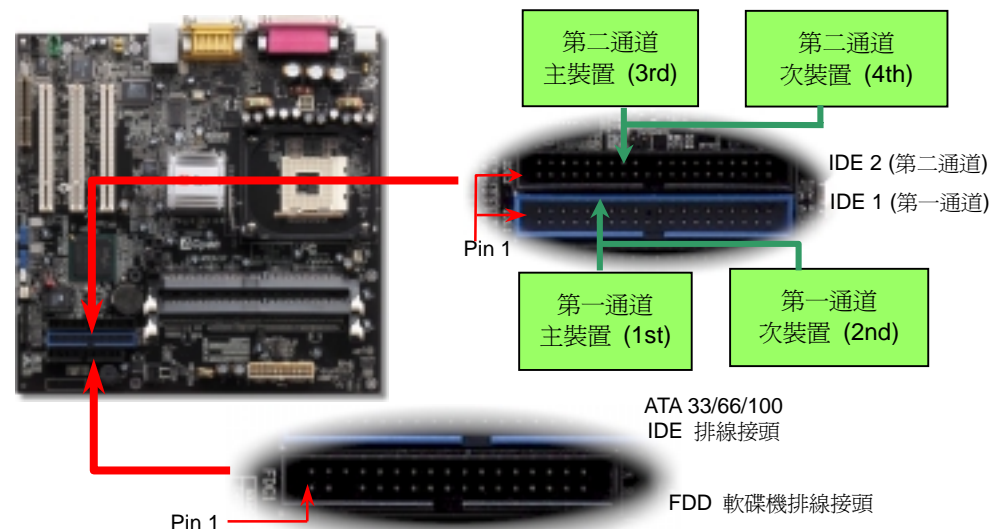 第二通道
主裝置 (3rd)
第二通道
次裝置 (4th)
IDE 2 (第二通道)
IDE 1 (第一通道)
Pin 1
第一通道
主裝置 (1st)
第一通道
次裝置 (2nd)
ATA 33/66/100
IDE 排線接頭
FDC1
FDD 軟碟機排線接頭
Pin 1